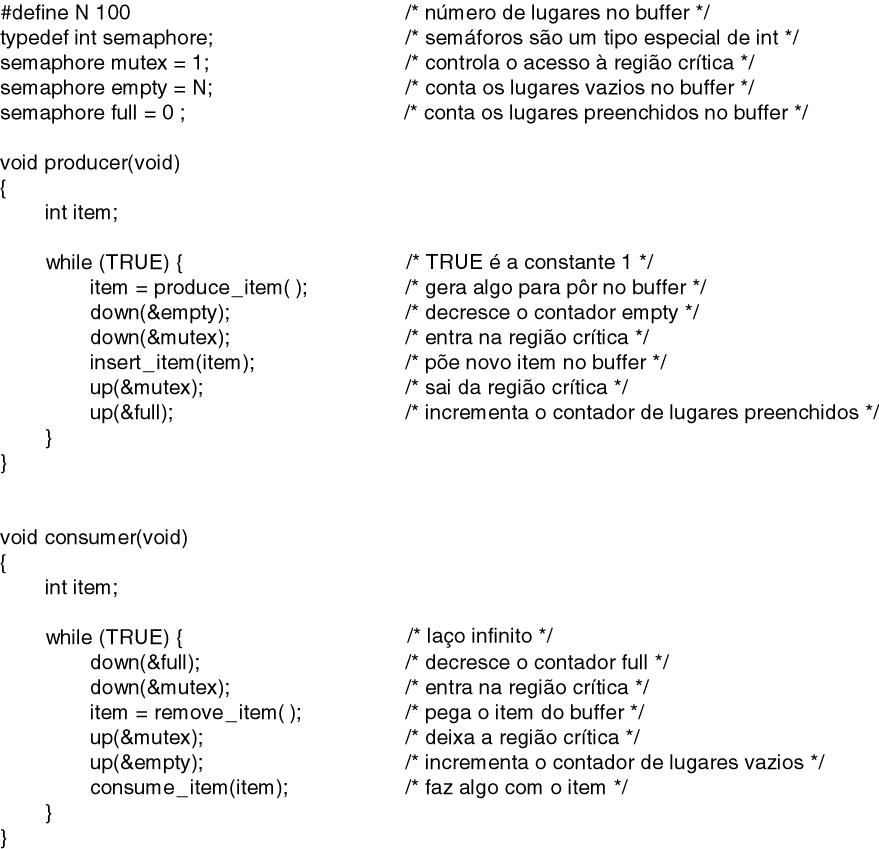 #define N 100 /* número de lugares no buffer */
typedef int semaphore; /* semáforos são um tipo especial de int */
semaphore mutex = 1; /* controla o acesso à região crítica */
semaphore empty = N; /* conta os lugares vazios no buffer */
semaphore full = 0 ; /* conta os lugares preenchidos no buffer */
void producer(void)
{
int item;
while (TRUE) { /* TRUE é a constante 1 */
item = produce_item( ); /* gera algo para pôr no buffer */
down(&empty); /* decresce o contador empty */
down(&mutex); /* entra na região crítica */
insert_item(item); /* põe novo item no buffer */
up(&mutex); /* sai da região crítica */
up(&full); /* incrementa o contador de lugares preenchidos */
}
}
void consumer(void)
{
int item;
while (TRUE) { /* laço infinito */
down(&full); /* decresce o contador full */
down(&mutex); /* entra na região crítica */
item = remove_item( ); /* pega o item do buffer */
up(&mutex); /* deixa a região crítica */
up(&empty); /* incrementa o contador de lugares vazios */
consume_item(item); /* faz algo com o item */
}
}